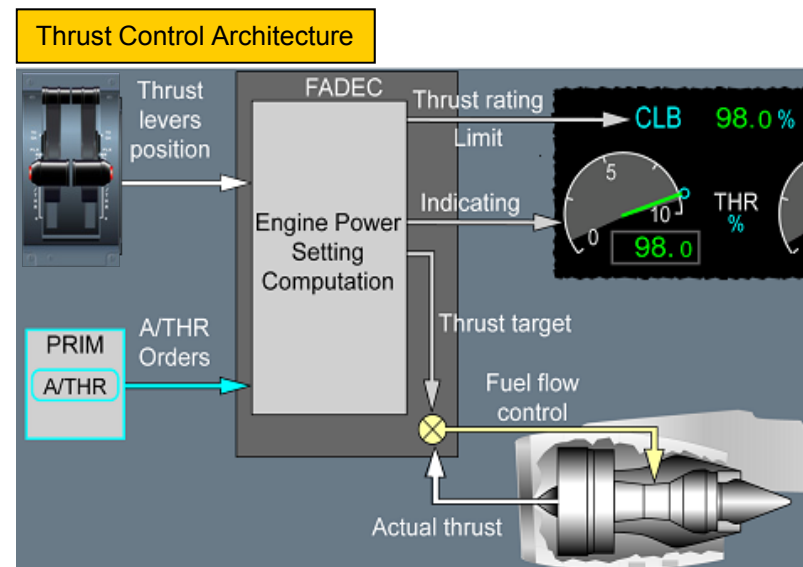 Thrust Control Architecture
Thrust
levers
position
FADEC
Thrust rating
Limit
CLB 98.0 %
Engine Power
Setting
Computation
Indicating
5
10
0
THR
%
98.0
PRIM
A/THR
A/THR
Orders
Thrust target
Fuel flow
control
Actual thrust